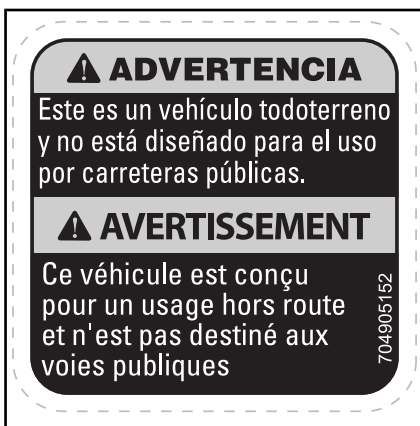 ADVERTENCIA
Este es un vehículo todoterreno
y no está diseñado para el uso
por carreteras públicas.
AVERTISSEMENT
Ce véhicule est conçu
pour un usage hors route
et n'est pas destiné aux
voies publiques
704905152